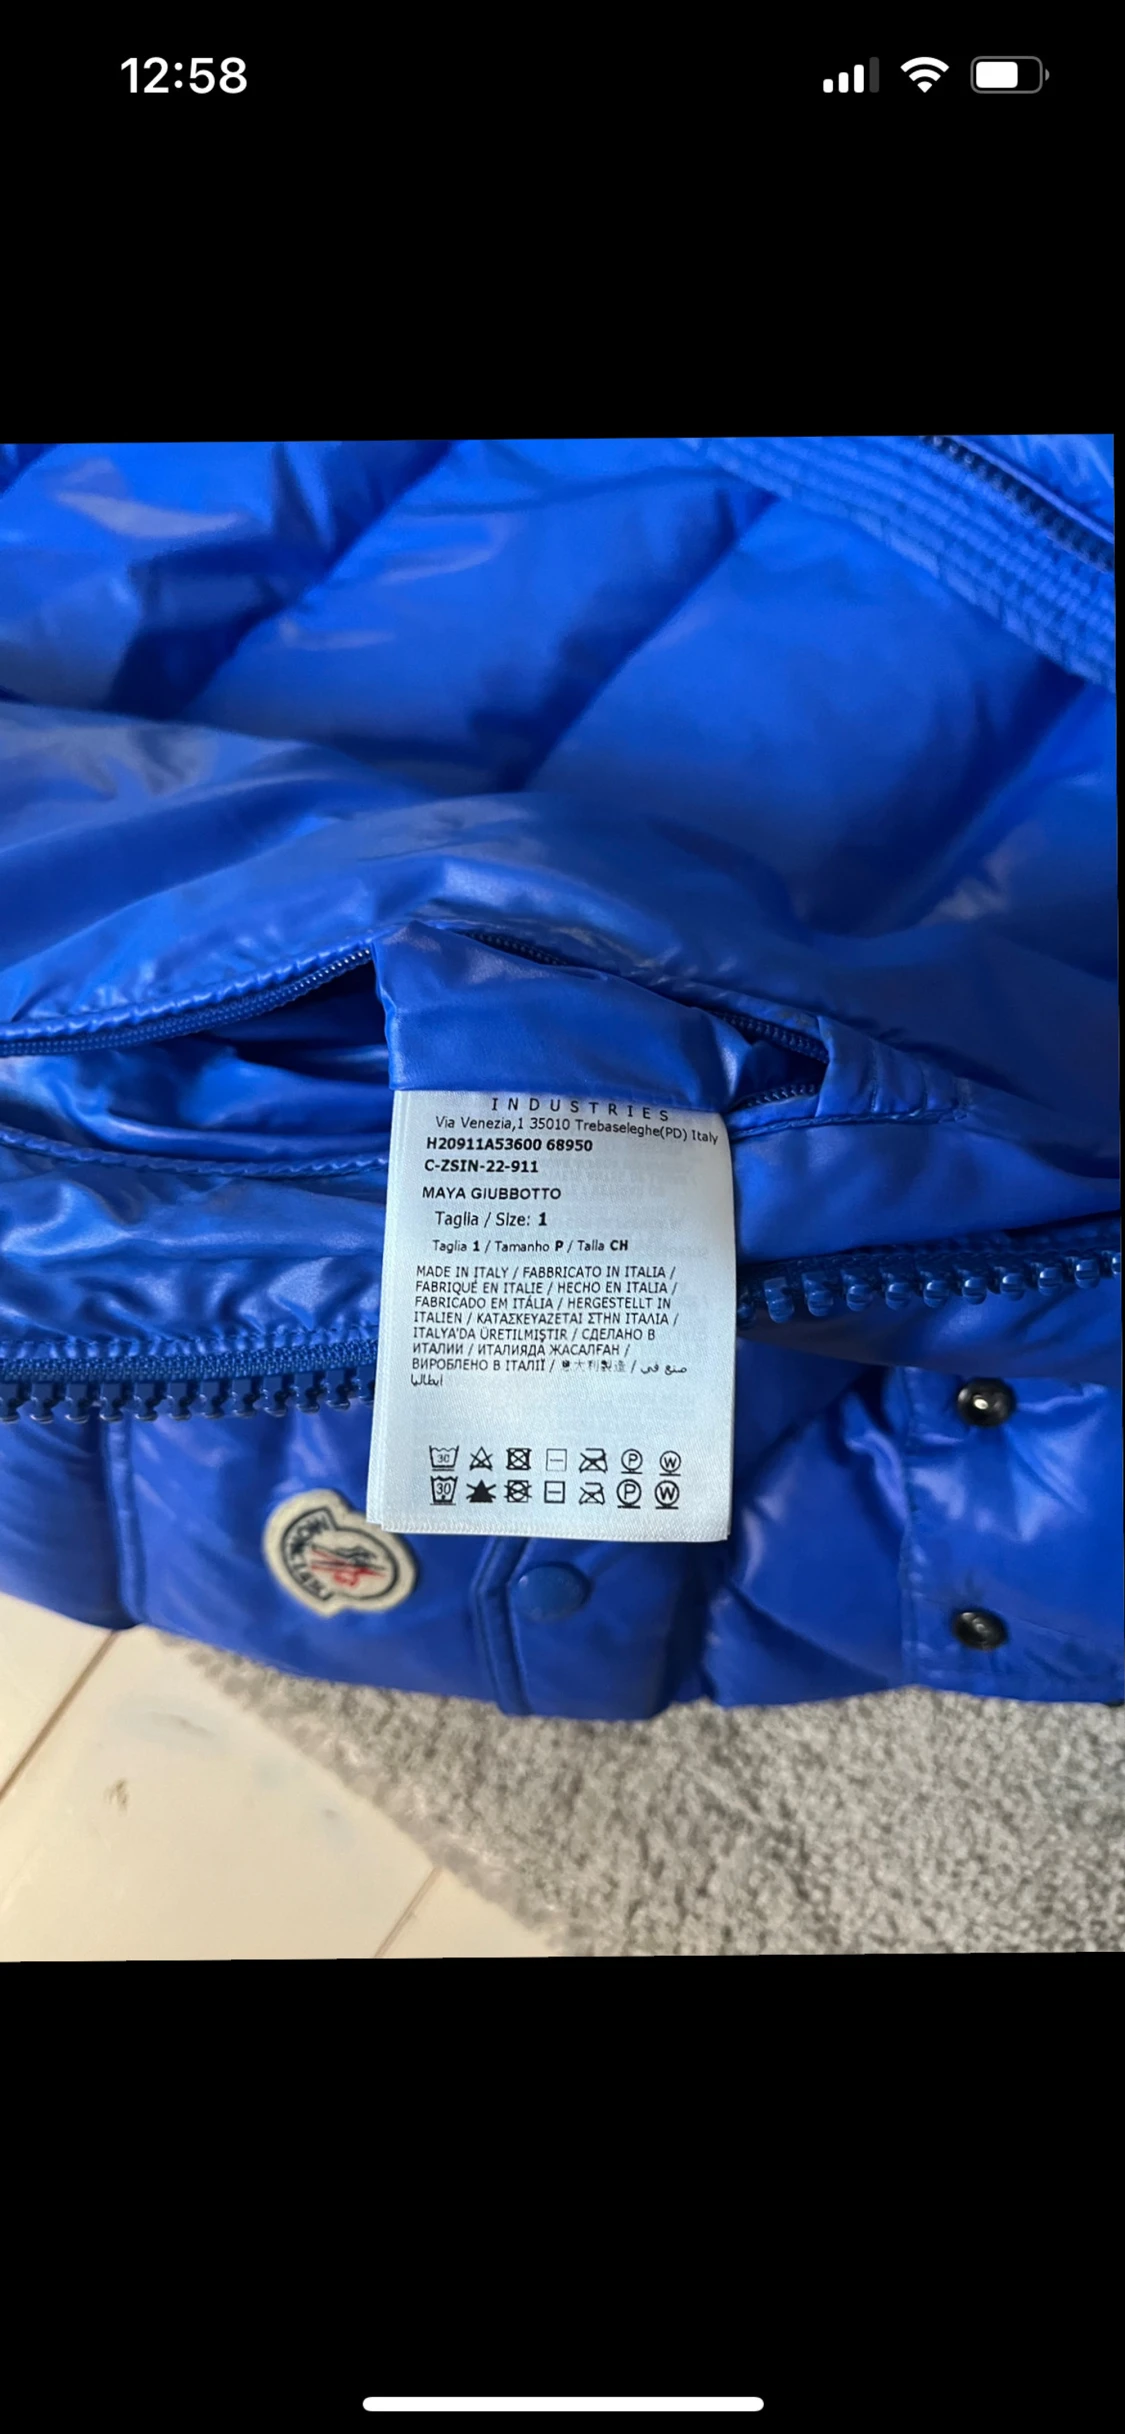 12:58
INDUSTRIES
Via Venezia,1 35010 Trebaseleghe(PD) Italy
H20911A53600 68950
C-ZSIN-22-911
MAYA GIUBBOTTO
Taglia / Size: 1
Taglia 1 / Tamanho P / Talla CH
MADE IN ITALY / FABBRICATO IN ITALIA /
FABRIQUÉ EN ITALIE / HECHO EN ITALIA /
FABRICADO EM ITÁLIA / HERGESTELLT IN
ITALIEN / ΚΑΤΑΣΚΕΥΑΖΕΤΑΙ ΣΤΗΝ ΙΤΑΛΙΑ /
ITALYA'DA ÜRETILMIŞTIR / СДЕЛАНО В
ИТАЛИИ / ИТАЛИЯДА ЖАСАЛҒАН /
ВИРОБЛЕНО В ІТАЛІЇ / 大利製造 / صنع في
30 P W
30 P W
MONCLER